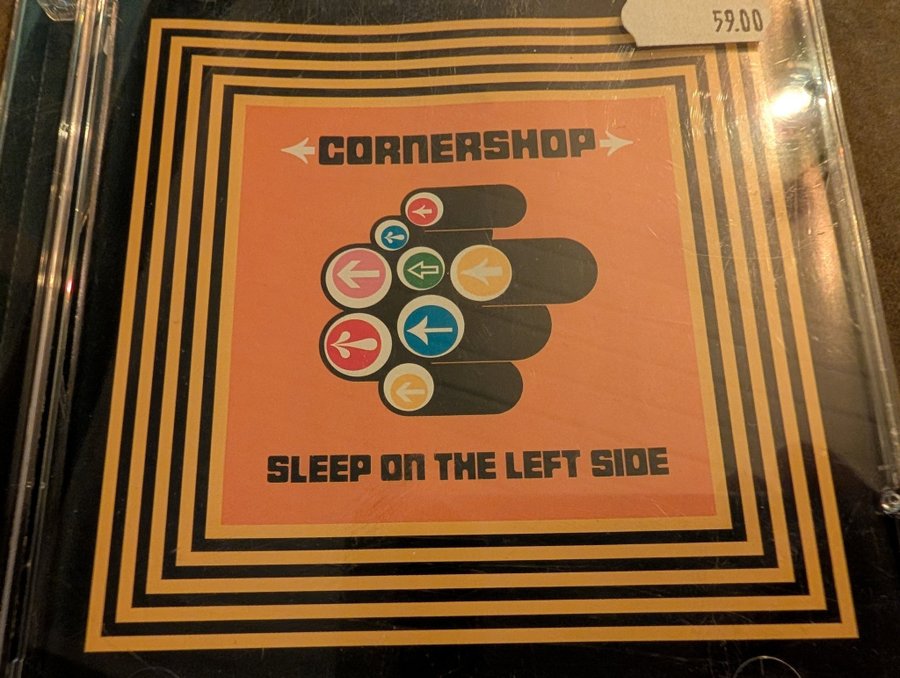 59.00
CORNERSHOP
SLEEP ON THE LEFT SIDE